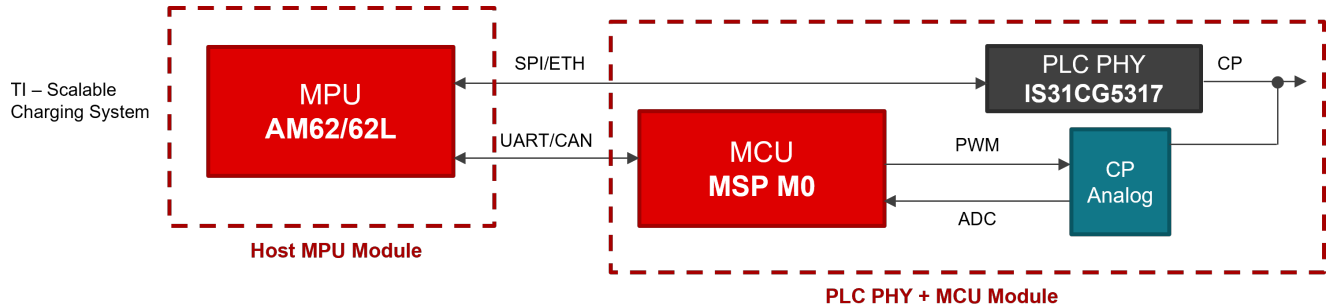 TI – Scalable
Charging System
MPU
AM62/62L
Host MPU Module
SPI/ETH
UART/CAN
PLC PHY
IS31CG5317
CP
MCU
MSP M0
PWM
ADC
CP
Analog
PLC PHY + MCU Module